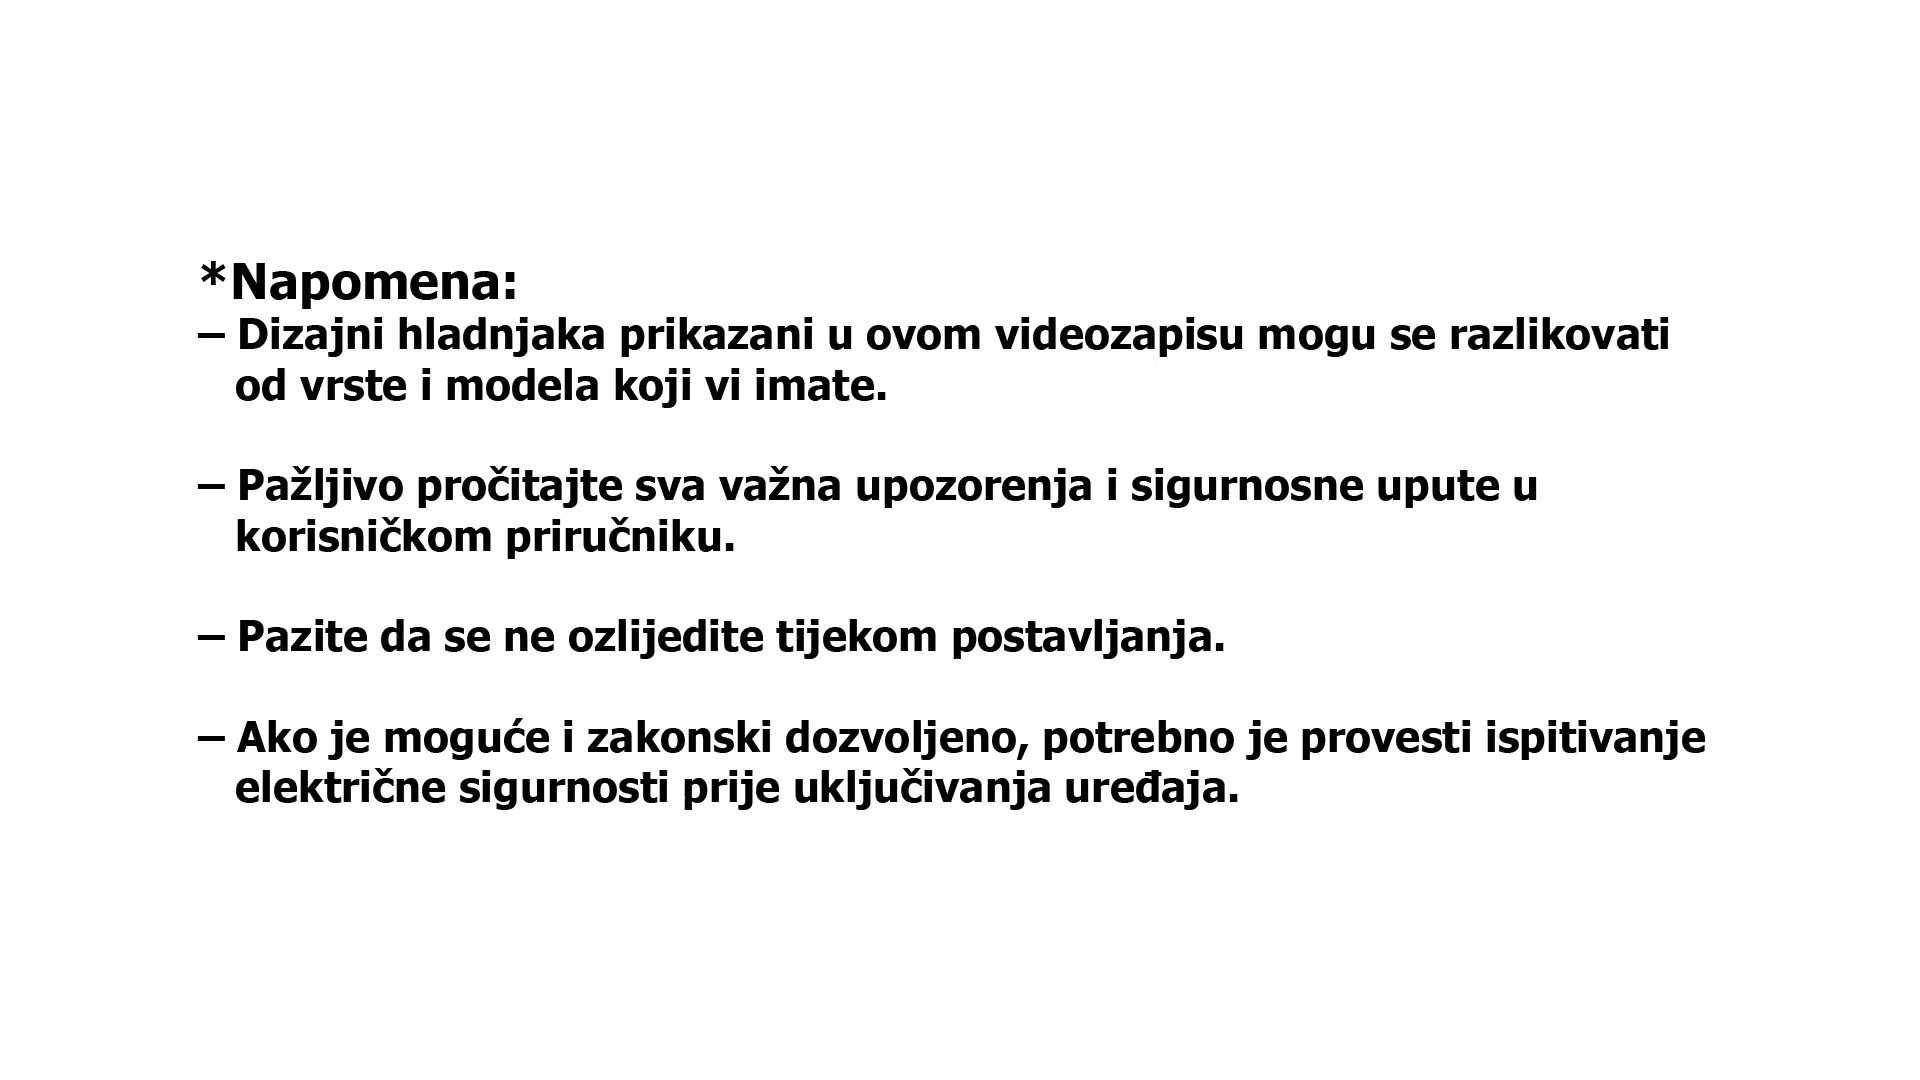 *Napomena:
– Dizajni hladnjaka prikazani u ovom videozapisu mogu se razlikovati
od vrste i modela koji vi imate.
– Pažljivo pročitajte sva važna upozorenja i sigurnosne upute u
korisničkom priručniku.
– Pazite da se ne ozlijedite tijekom postavljanja.
– Ako je moguće i zakonski dozvoljeno, potrebno je provesti ispitivanje
električne sigurnosti prije uključivanja uređaja.